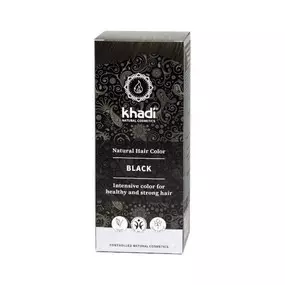 khadi
NATURAL COSMETICS
Natural Hair Color
BLACK
Intensive color for
healthy and strong hair
CONTROLLED NATURAL COSMETICS